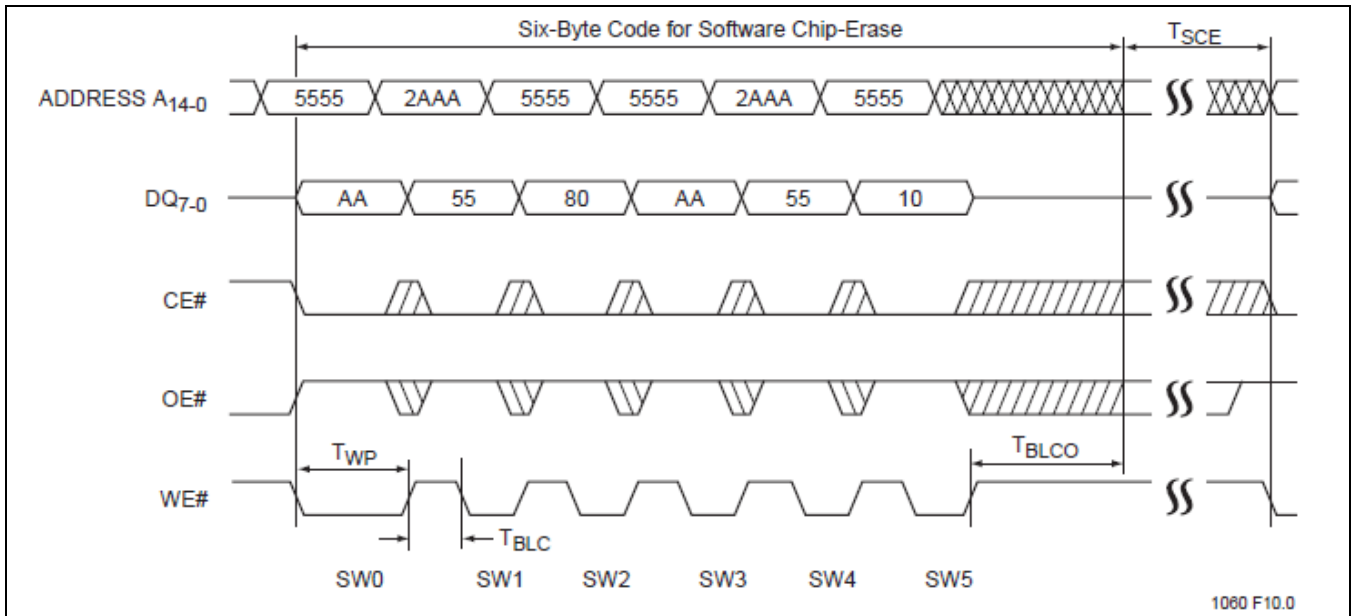 Six-Byte Code for Software Chip-Erase TSCE
ADDRESS A14-0 5555 2AAA 5555 5555 2AAA 5555
DQ7-0 AA 55 80 AA 55 10
CE#
OE#
TWP TBLCO
WE#
TBLC
SW0 SW1 SW2 SW3 SW4 SW5
1060 F10.0